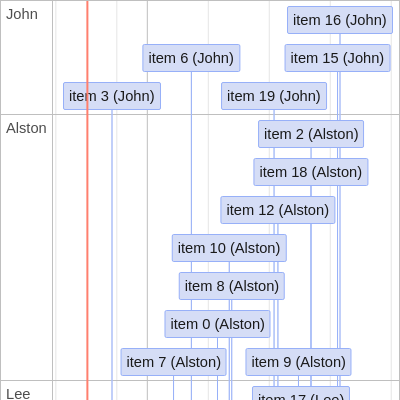 John
item 16 (John)
item 6 (John)
item 15 (John)
item 3 (John)
item 19 (John)
Alston
item 2 (Alston)
item 18 (Alston)
item 12 (Alston)
item 10 (Alston)
item 8 (Alston)
item 0 (Alston)
item 7 (Alston)
item 9 (Alston)
Lee
item 17 (Lee)